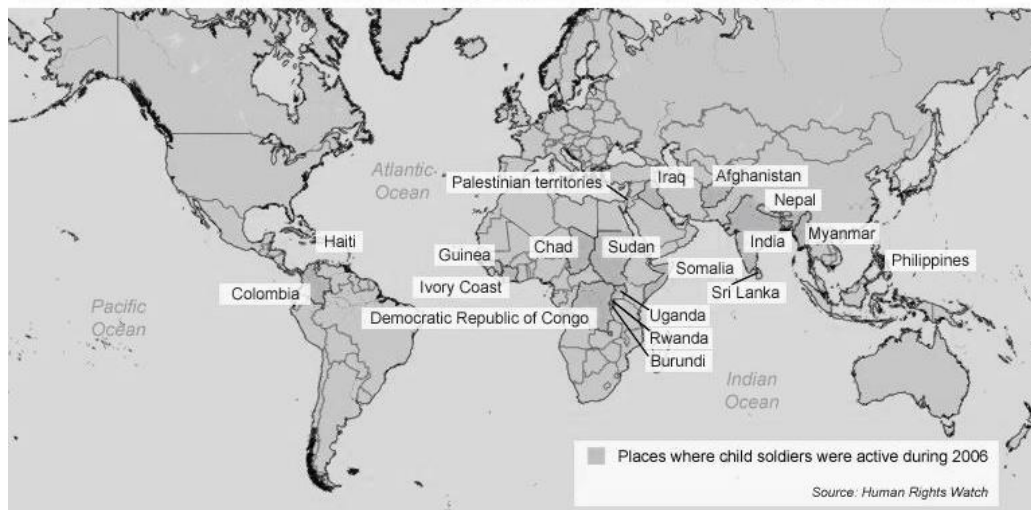 Atlantic
Ocean
Palestinian territories
Iraq
Afghanistan
Nepal
Haiti
Guinea
Chad
Sudan
India
Myanmar
Philippines
Somalia
Colombia
Ivory Coast
Sri Lanka
Pacific
Ocean
Democratic Republic of Congo
Uganda
Rwanda
Burundi
Indian
Ocean
Places where child soldiers were active during 2006
Source: Human Rights Watch